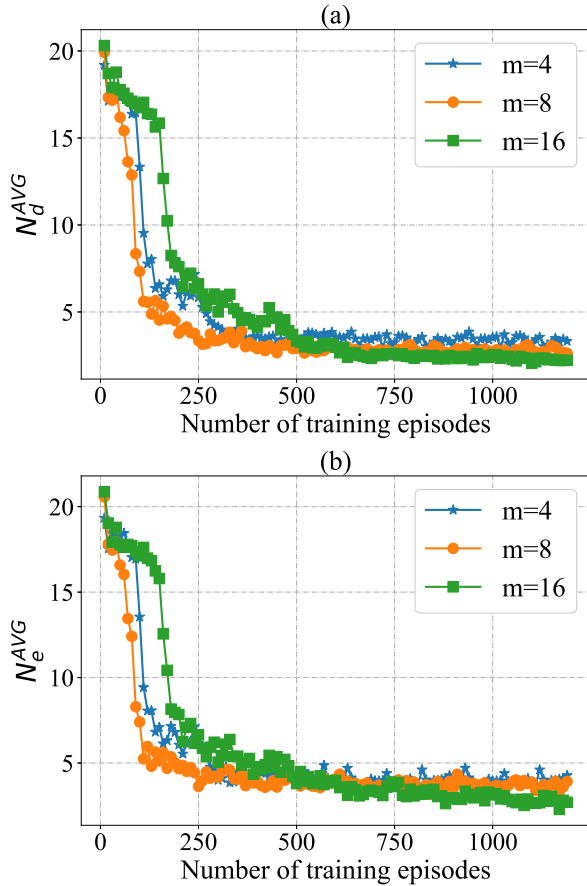 (a)
20
15
10
5
N_d^{AVG}
m=4
m=8
m=16
0 250 500 750 1000
Number of training episodes
(b)
20
15
10
5
N_e^{AVG}
m=4
m=8
m=16
0 250 500 750 1000
Number of training episodes